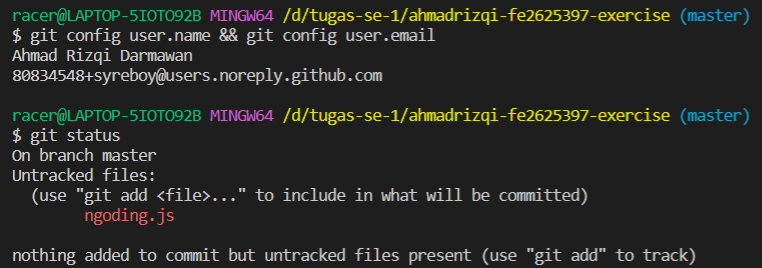 racer@LAPTOP-5IOTO92B MINGW64 /d/tugas-se-1/ahmadrizqi-fe2625397-exercise (master)
$ git config user.name && git config user.email
Ahmad Rizqi Darmawan
80834548+syreboy@users.noreply.github.com
racer@LAPTOP-5IOTO92B MINGW64 /d/tugas-se-1/ahmadrizqi-fe2625397-exercise (master)
$ git status
On branch master
Untracked files:
(use "git add <file>..." to include in what will be committed)
ngoding.js
nothing added to commit but untracked files present (use "git add" to track)